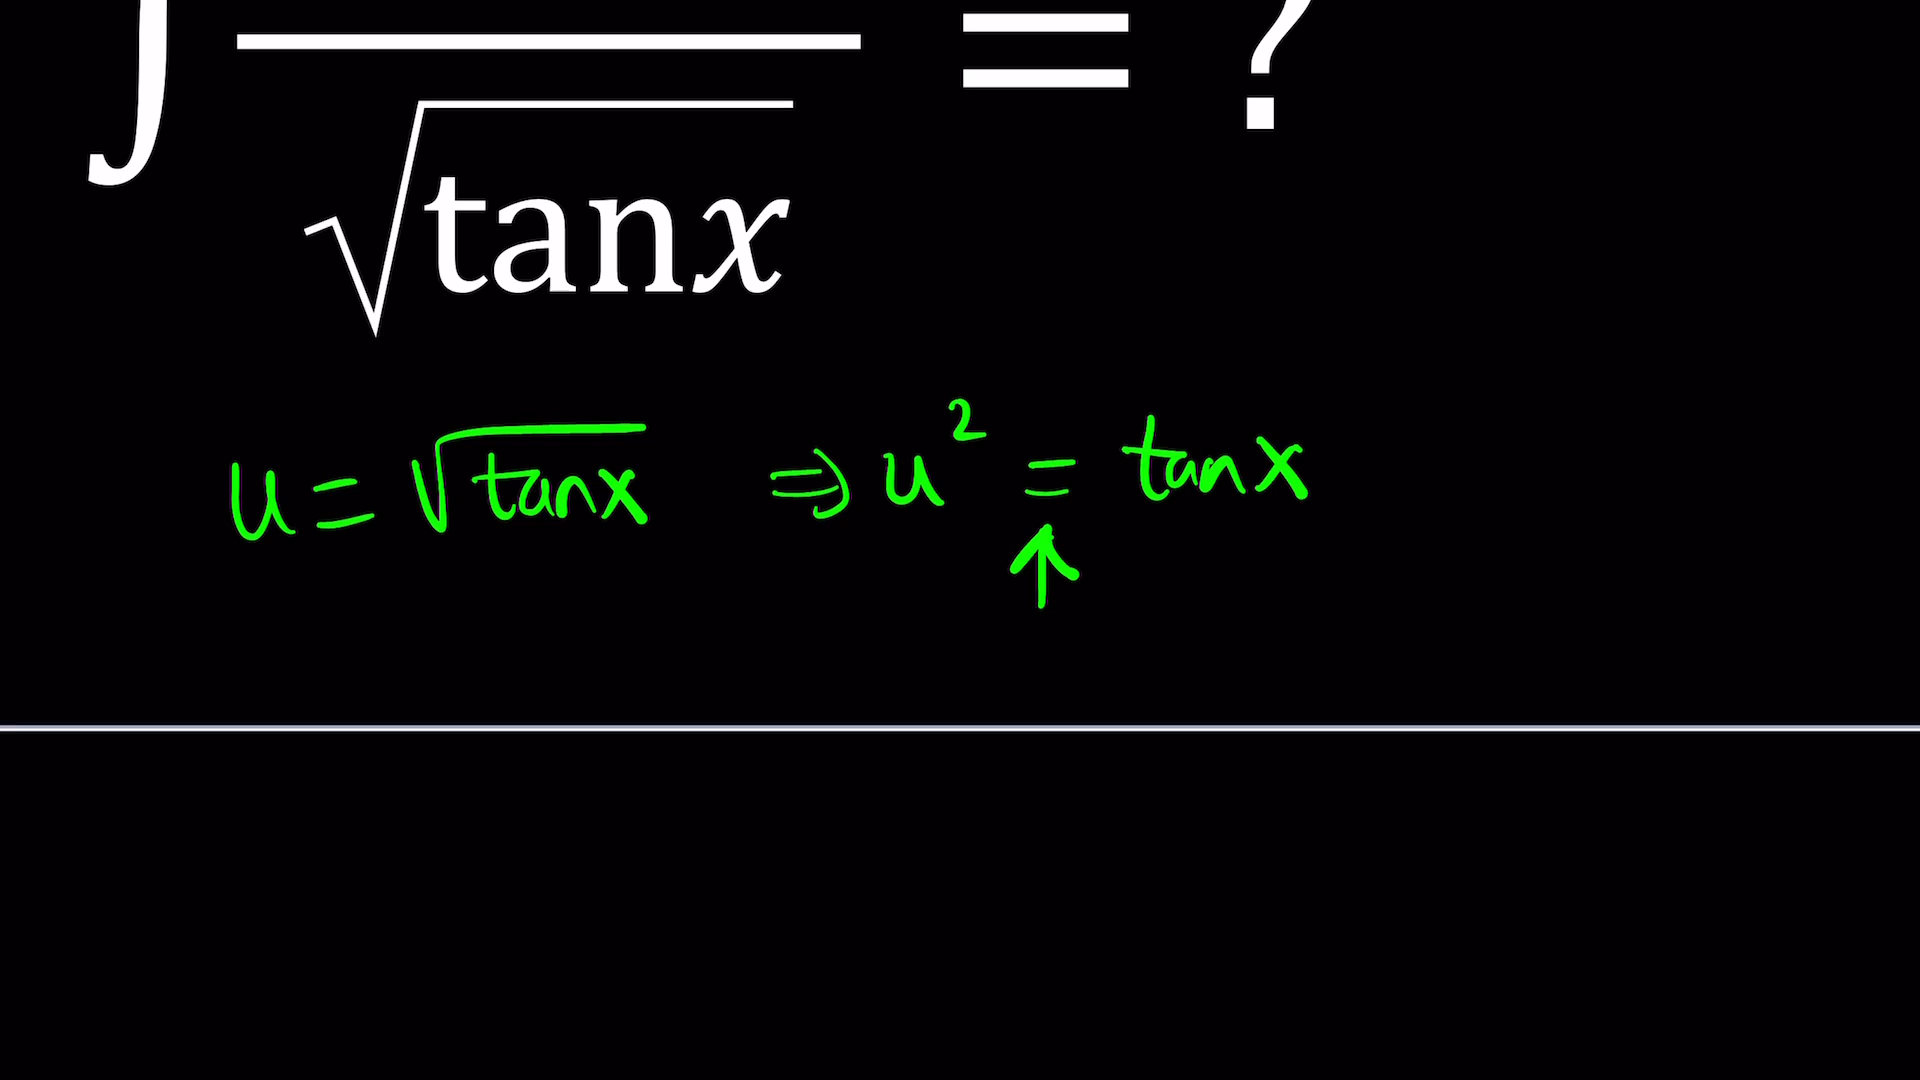 ∫ ——— = ?
√tanx
u = √tanx ⇒ u² = tanx
↑